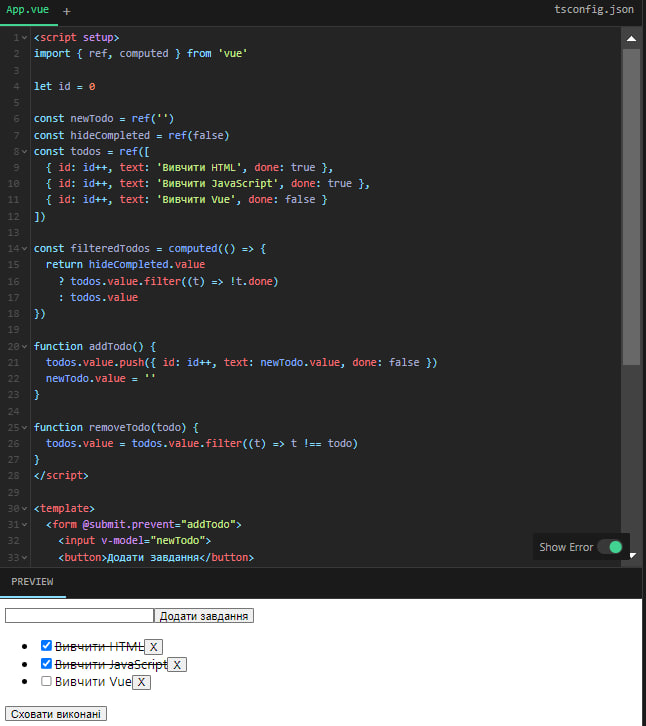 App.vue + tsconfig.json
1 <script setup>
2 import { ref, computed } from 'vue'
3
4 let id = 0
5
6 const newTodo = ref('')
7 const hideCompleted = ref(false)
8 const todos = ref([
9   { id: id++, text: 'Вивчити HTML', done: true },
10   { id: id++, text: 'Вивчити JavaScript', done: true },
11   { id: id++, text: 'Вивчити Vue', done: false }
12 ])
13
14 const filteredTodos = computed(() => {
15   return hideCompleted.value
16     ? todos.value.filter((t) => !t.done)
17     : todos.value
18 })
19
20 function addTodo() {
21   todos.value.push({ id: id++, text: newTodo.value, done: false })
22   newTodo.value = ''
23 }
24
25 function removeTodo(todo) {
26   todos.value = todos.value.filter((t) => t !== todo)
27 }
28 </script>
29
30 <template>
31   <form @submit.prevent="addTodo">
32     <input v-model="newTodo">
33     <button>Додати завдання</button>
Show Error
PREVIEW
Додати завдання
Вивчити HTML X
Вивчити JavaScript X
Вивчити Vue X
Сховати виконані